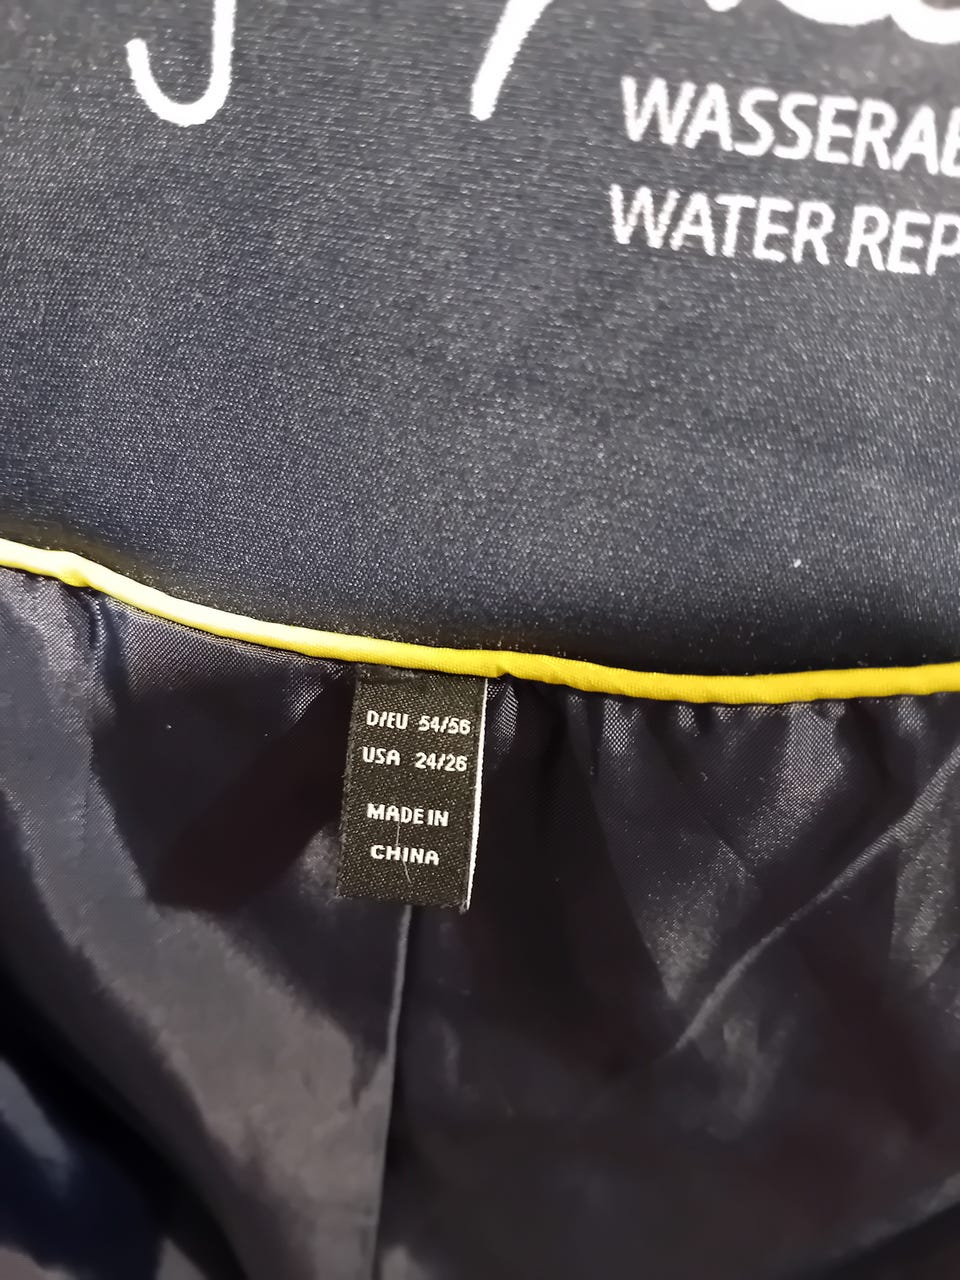 WASSERAB
WATER REP
D/EU 54/56
USA 24/26
MADE IN
CHINA